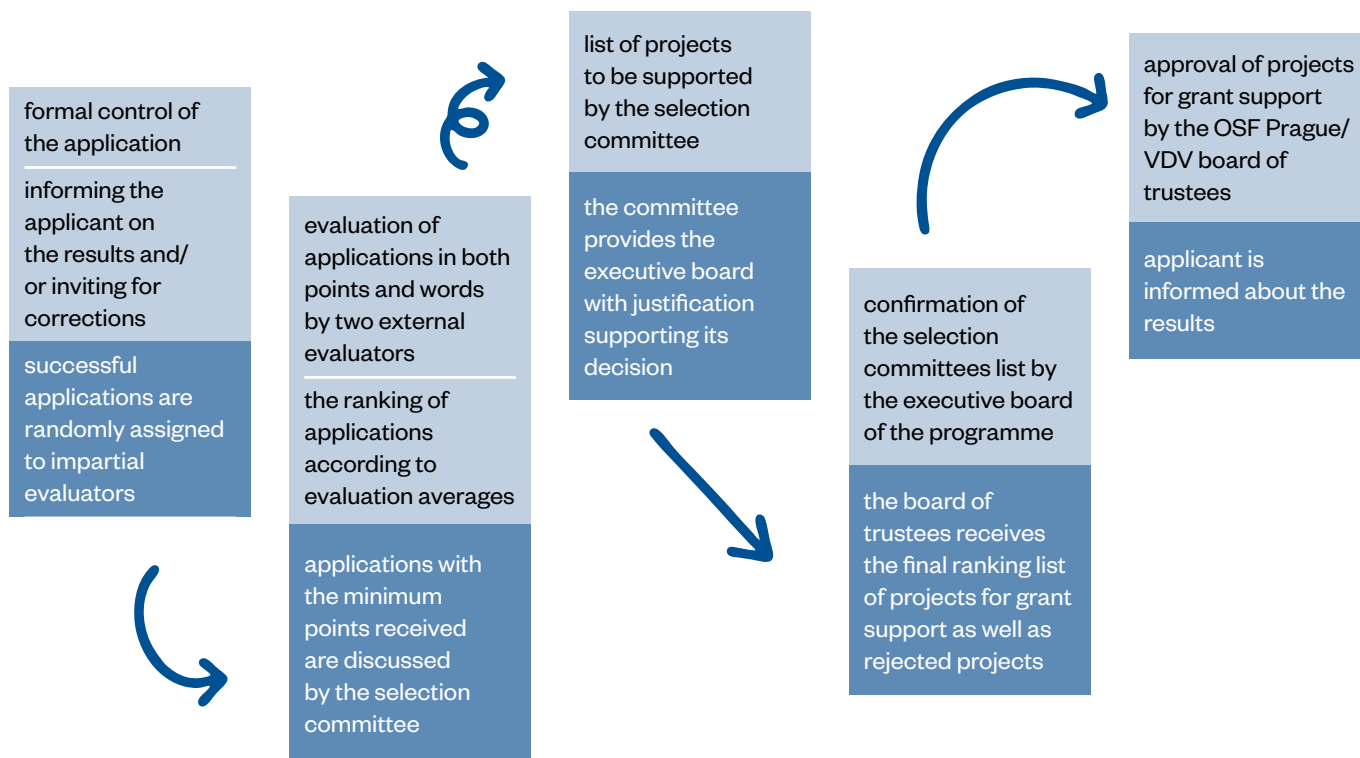 formal control of
the application
informing the
applicant on
the results and/
or inviting for
corrections
successful
applications are
randomly assigned
to impartial
evaluators
evaluation of
applications in both
points and words
by two external
evaluators
the ranking of
applications
according to
evaluation averages
applications with
the minimum
points received
are discussed
by the selection
committee
list of projects
to be supported
by the selection
committee
the committee
provides the
executive board
with justification
supporting its
decision
confirmation of
the selection
committees list by
the executive board
of the programme
the board of
trustees receives
the final ranking list
of projects for grant
support as well as
rejected projects
approval of projects
for grant support
by the OSF Prague/
VDV board of
trustees
applicant is
informed about the
results